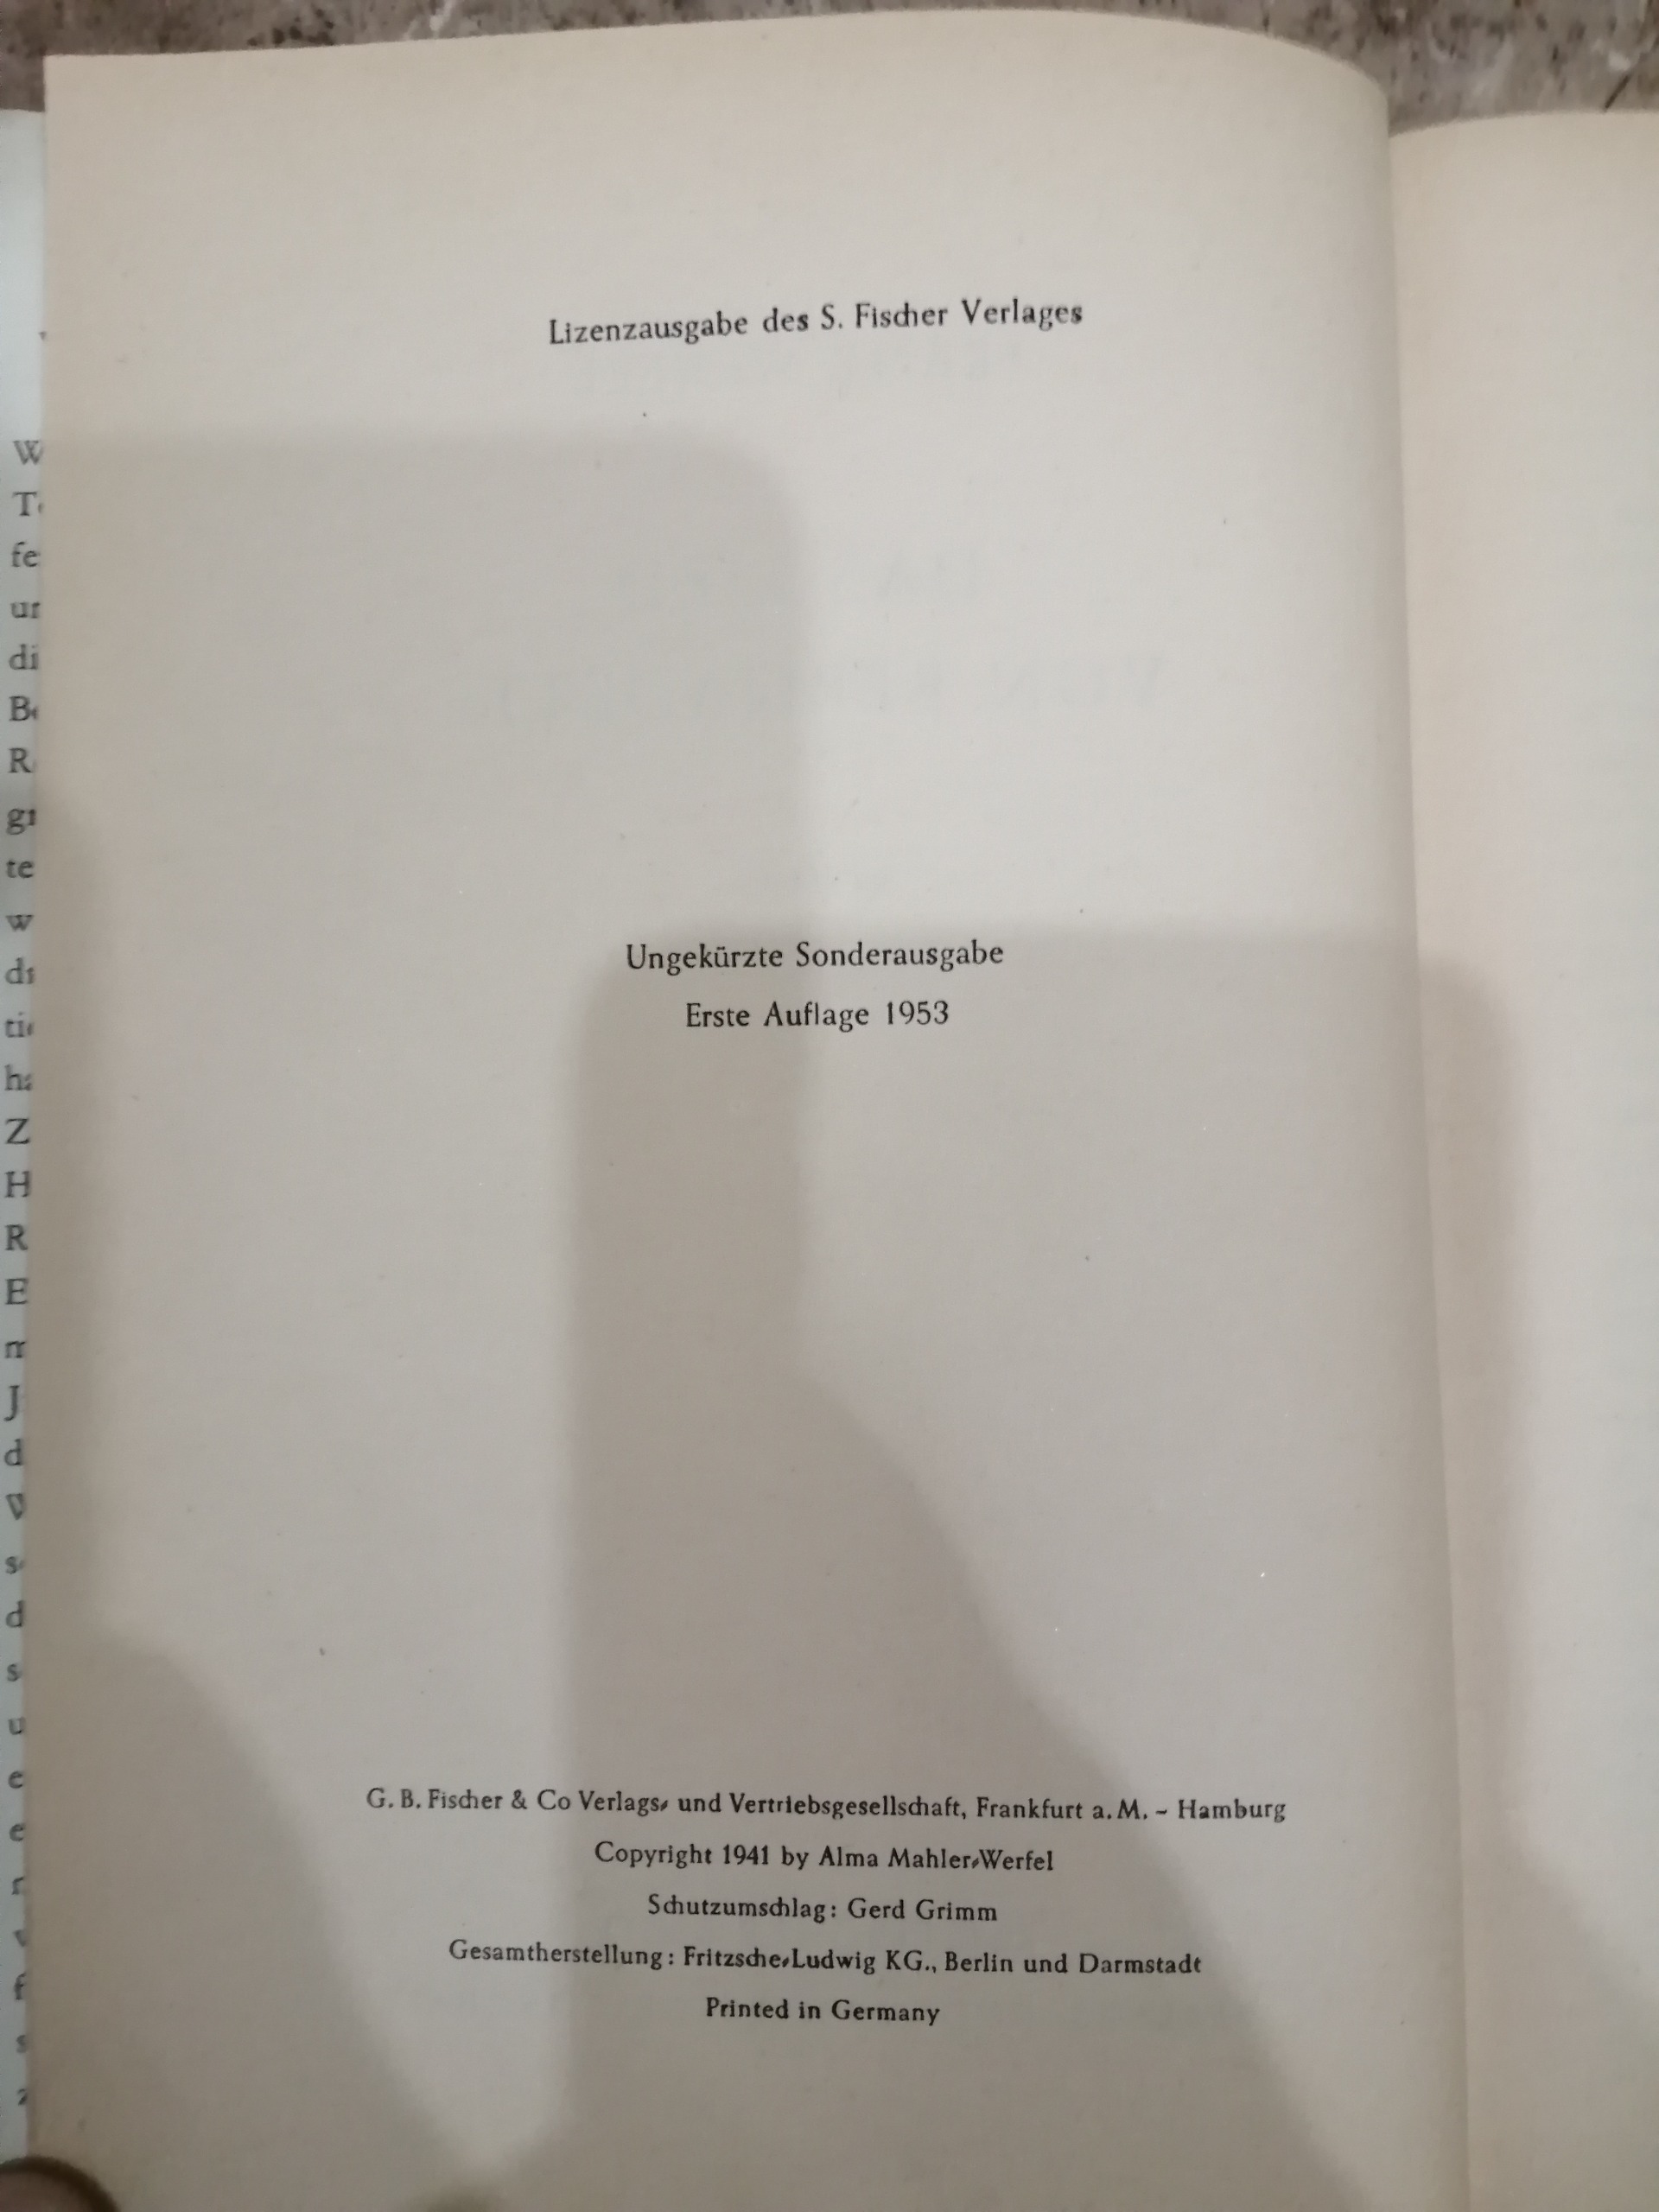 Lizenzausgabe des S. Fischer Verlages
Ungekürzte Sonderausgabe
Erste Auflage 1953
G. B. Fischer & Co Verlags- und Vertriebsgesellschaft, Frankfurt a. M. – Hamburg
Copyright 1941 by Alma Mahler-Werfel
Schutzumschlag: Gerd Grimm
Gesamtherstellung: Fritzsche-Ludwig KG., Berlin und Darmstadt
Printed in Germany